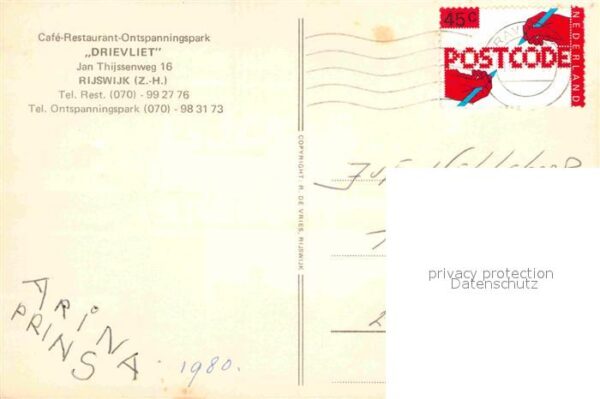 Café-Restaurant-Ontspanningspark
„DRIEVLIET"
Jan Thijssenweg 16
RIJSWIJK (Z.-H.)
Tel. Rest. (070) - 99 27 76
Tel. Ontspanningspark (070) - 98 31 73
45c
POSTCODE
NEDERLAND
COPYRIGHT. R. DE VRIES, RIJSWIJK
privacy protection
Datenschutz
ARiNA
PRINS
1980.